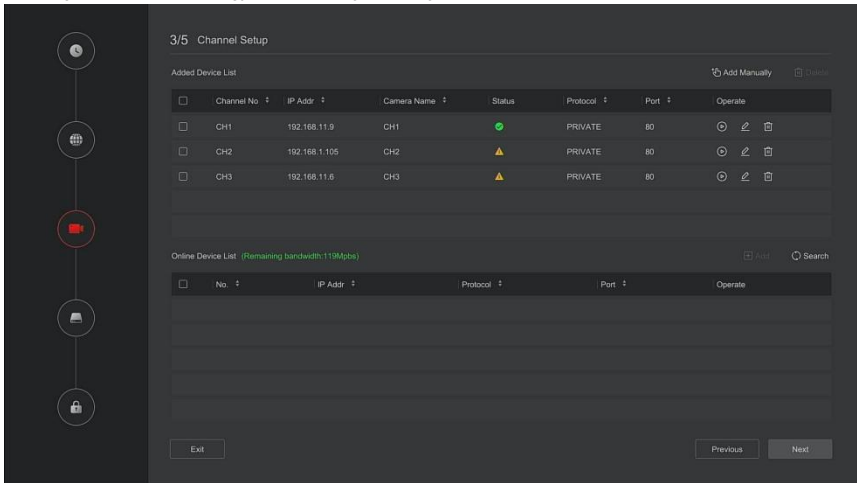 3/5 Channel Setup
Added Device List Add Manually Delete
Channel No IP Addr Camera Name Status Protocol Port Operate
CH1 192.168.11.9 CH1 PRIVATE 80
CH2 192.168.1.105 CH2 PRIVATE 80
CH3 192.168.11.6 CH3 PRIVATE 80
Online Device List (Remaining bandwidth:119Mpbs) Add Search
No. IP Addr Protocol Port Operate
Exit Previous Next